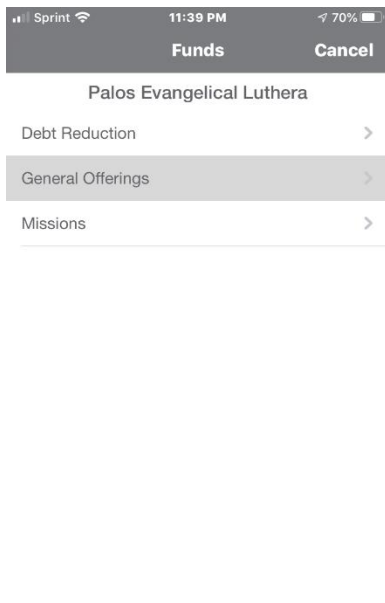 Sprint 11:39 PM 70%
Funds Cancel
Palos Evangelical Luthera
Debt Reduction
General Offerings
Missions